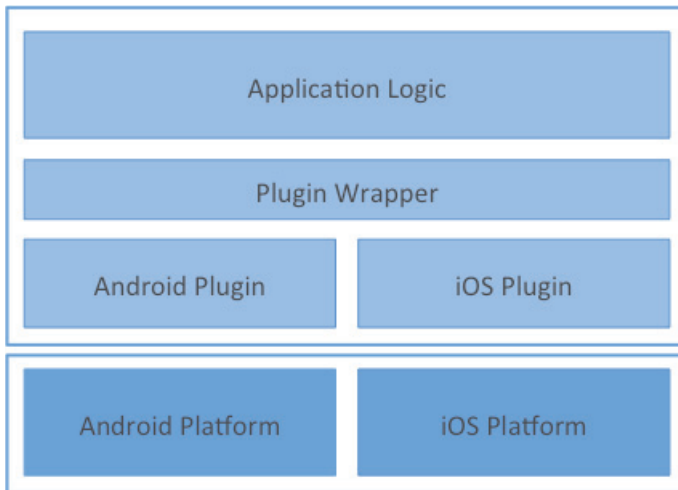 Application Logic
Plugin Wrapper
Android Plugin
iOS Plugin
Android Platform
iOS Platform